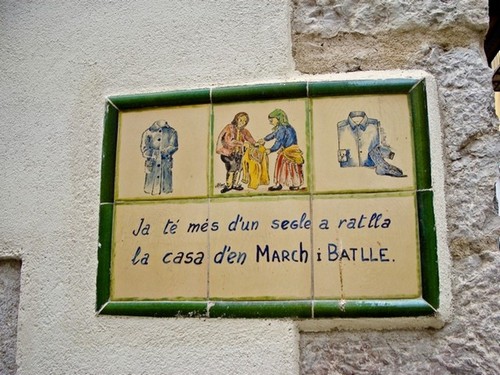 Ja té més d'un segle a ratlla
la casa d'en MARCH i BATLLE.